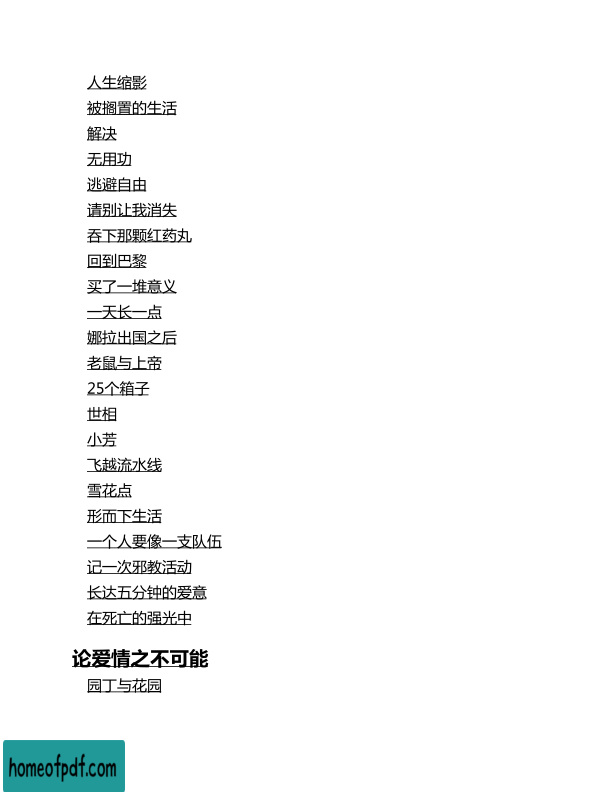 人生缩影
被搁置的生活
解决
无用功
逃避自由
请别让我消失
吞下那颗红药丸
回到巴黎
买了一堆意义
一天长一点
娜拉出国之后
老鼠与上帝
25个箱子
世相
小芳
飞越流水线
雪花点
形而下生活
一个人要像一支队伍
记一次邪教活动
长达五分钟的爱意
在死亡的强光中
论爱情之不可能
园丁与花园
homeofpdf.com